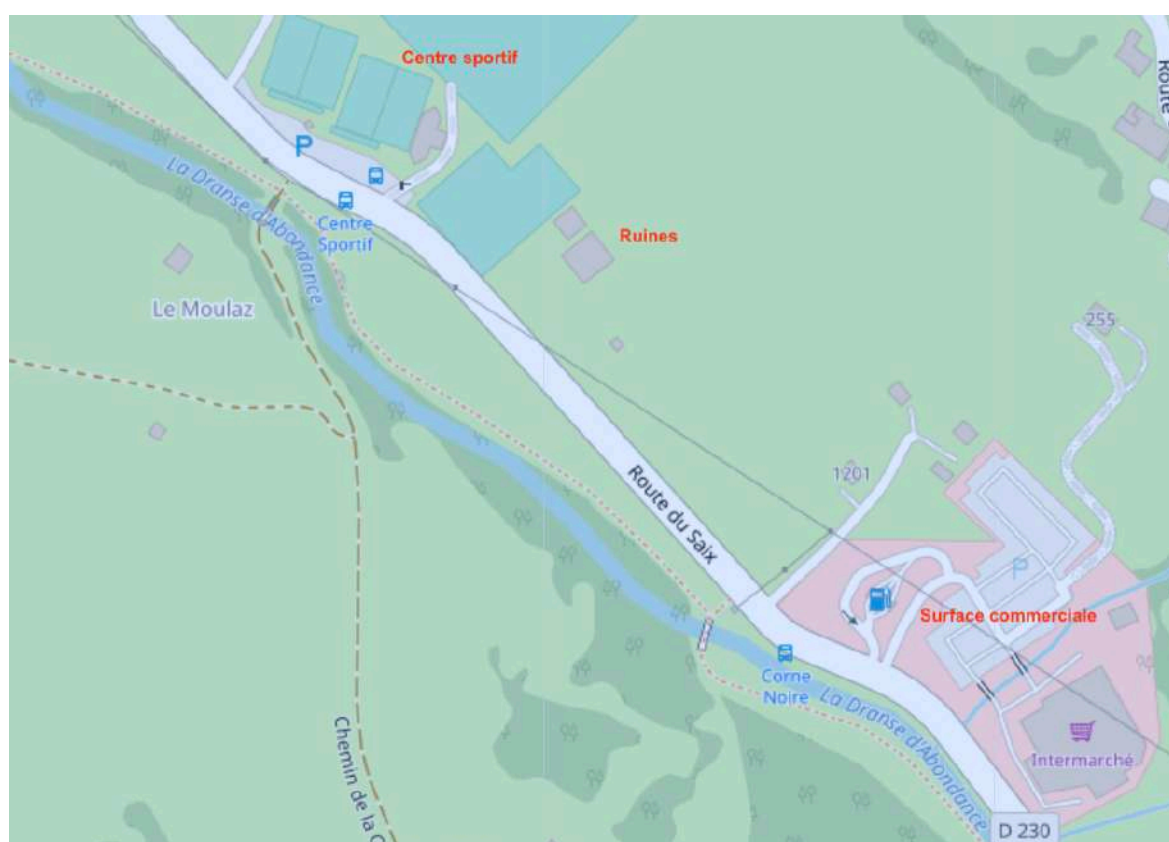 Centre sportif
P
La Dranse d'Abondance
Centre
Sportif
Ruines
Le Moulaz
255
1201
Route du Saix
P
Surface commerciale
Corne
Noire
La Dranse d'Abondance
Chemin de la
Intermarché
D 230
Route